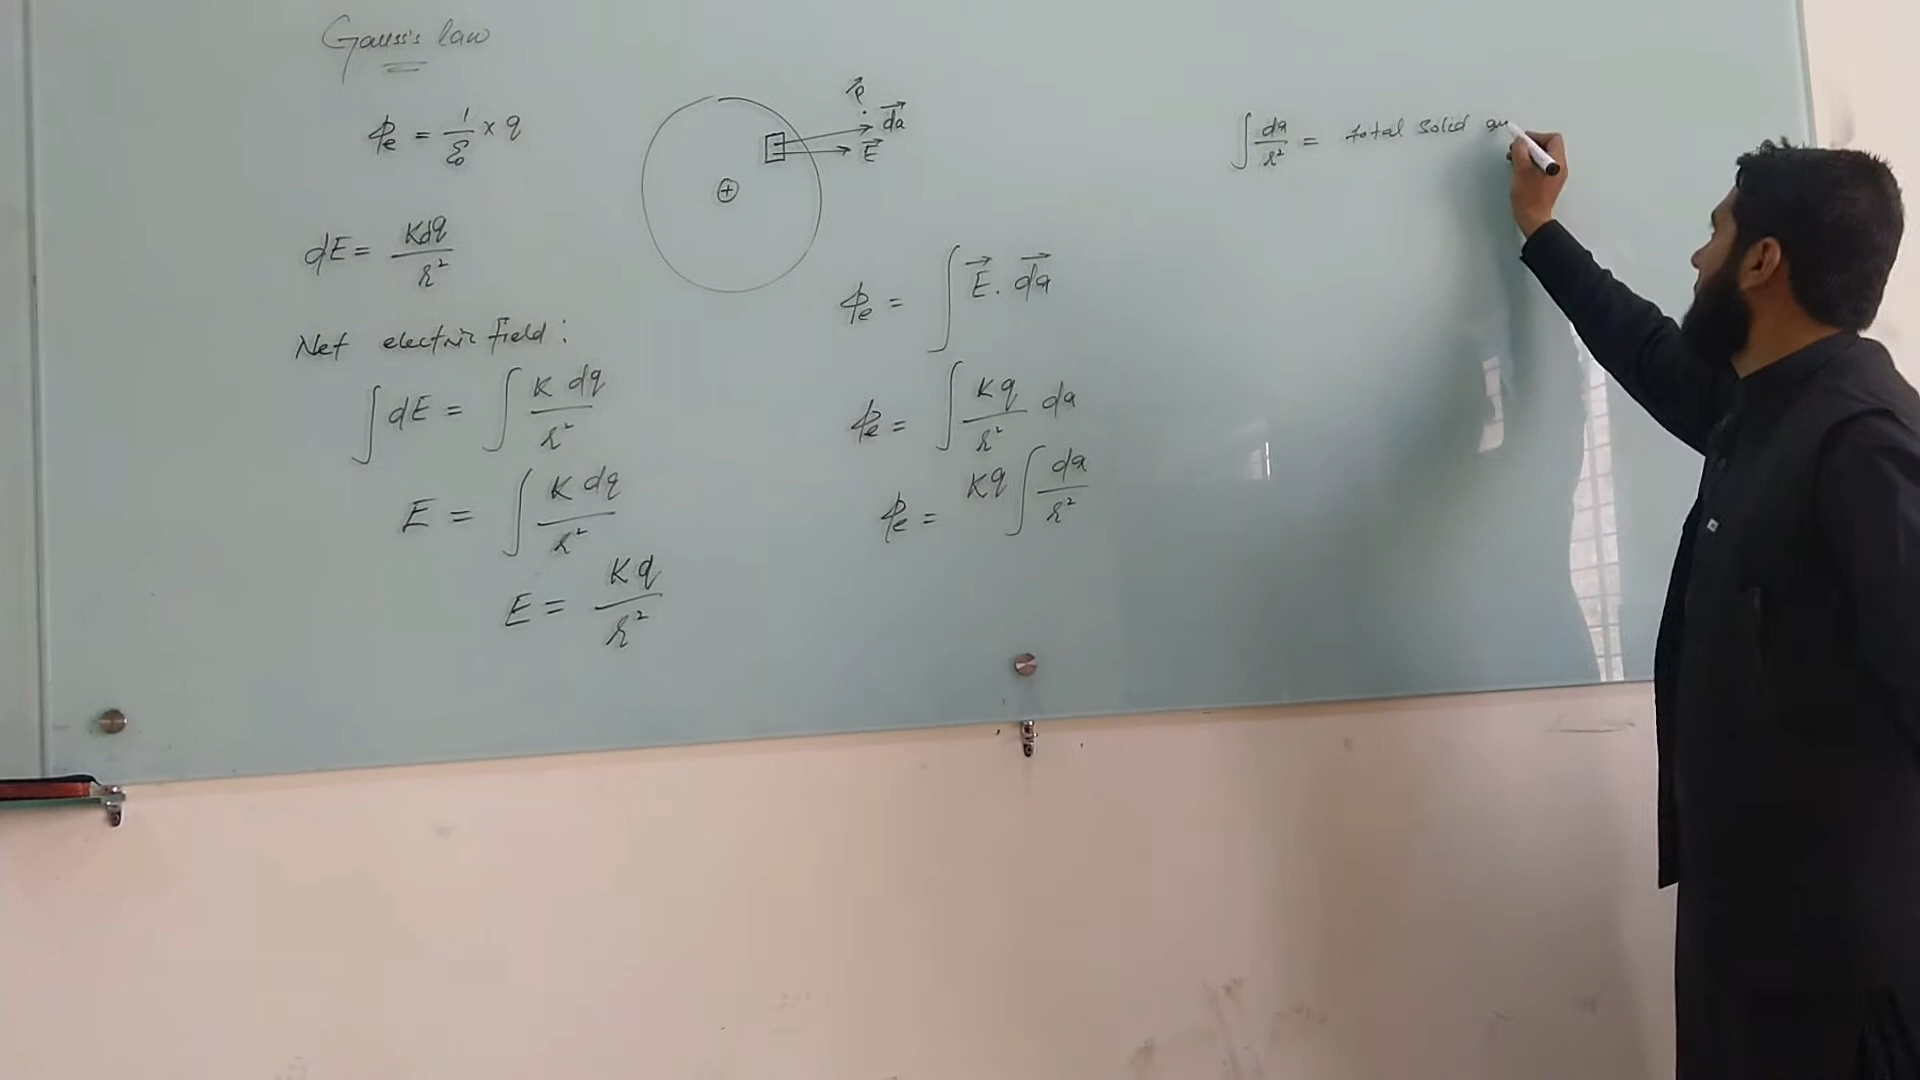 Gauss's law
ϕe = 1/ε₀ × q
dE = Kdq/r²
Net electric field:
∫ dE = ∫ K dq/r²
E = ∫ K dq/r²
E = Kq/r²
+
da⃗
E⃗
ϕe = ∫ E⃗ . da⃗
ϕe = ∫ Kq/r² da
ϕe = Kq ∫ da/r²
∫ da/r² = total solid an